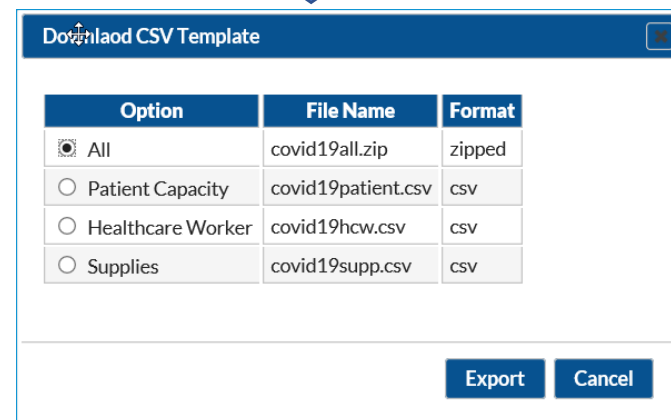 Downlaod CSV Template
Option File Name Format
All covid19all.zip zipped
Patient Capacity covid19patient.csv csv
Healthcare Worker covid19hcw.csv csv
Supplies covid19supp.csv csv
Export Cancel